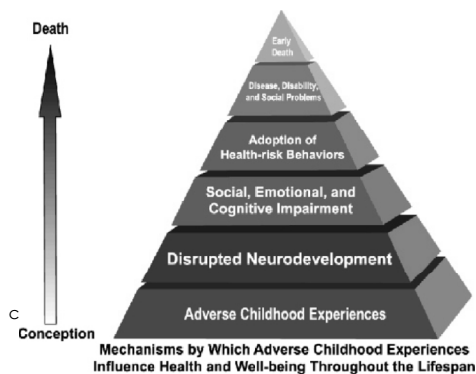 Death
Early
Death
Disease, Disability,
and Social Problems
Adoption of
Health-risk Behaviors
Social, Emotional, and
Cognitive Impairment
Disrupted Neurodevelopment
Adverse Childhood Experiences
C
Conception
Mechanisms by Which Adverse Childhood Experiences
Influence Health and Well-being Throughout the Lifespan